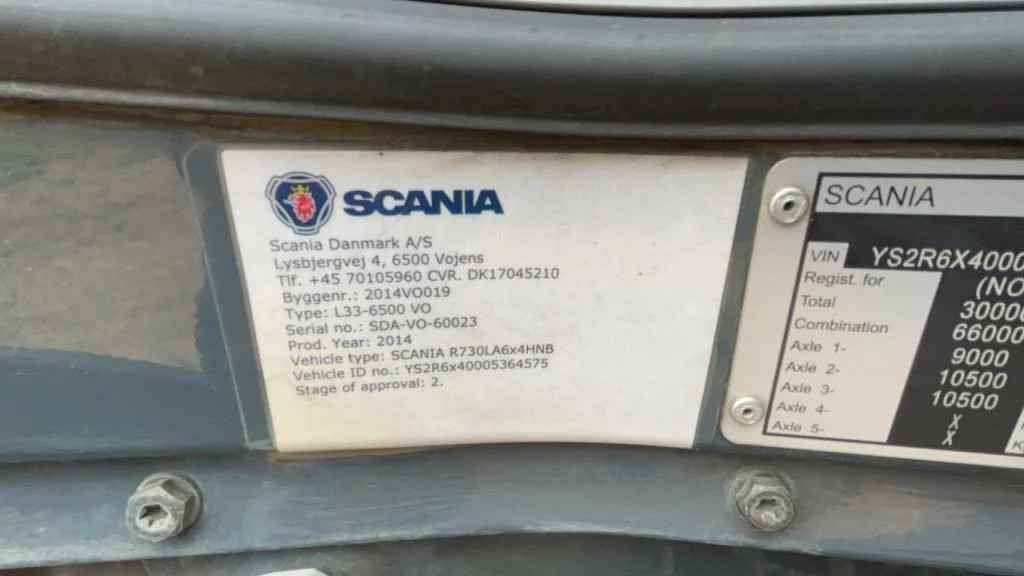 SCANIA
Scania Danmark A/S
Lysbjergvej 4, 6500 Vojens
Tlf. +45 70105960 CVR. DK17045210
Byggenr.: 2014VO019
Type: L33-6500 VO
Serial no.: SDA-VO-60023
Prod. Year: 2014
Vehicle type: SCANIA R730LA6x4HNB
Vehicle ID no.: YS2R6x40005364575
Stage of approval: 2.
SCANIA
VIN YS2R6X4000
Regist. for (NO
Total 30000
Combination 66000
Axle 1- 9000
Axle 2- 10500
Axle 3- 10500
Axle 4- X
Axle 5- X